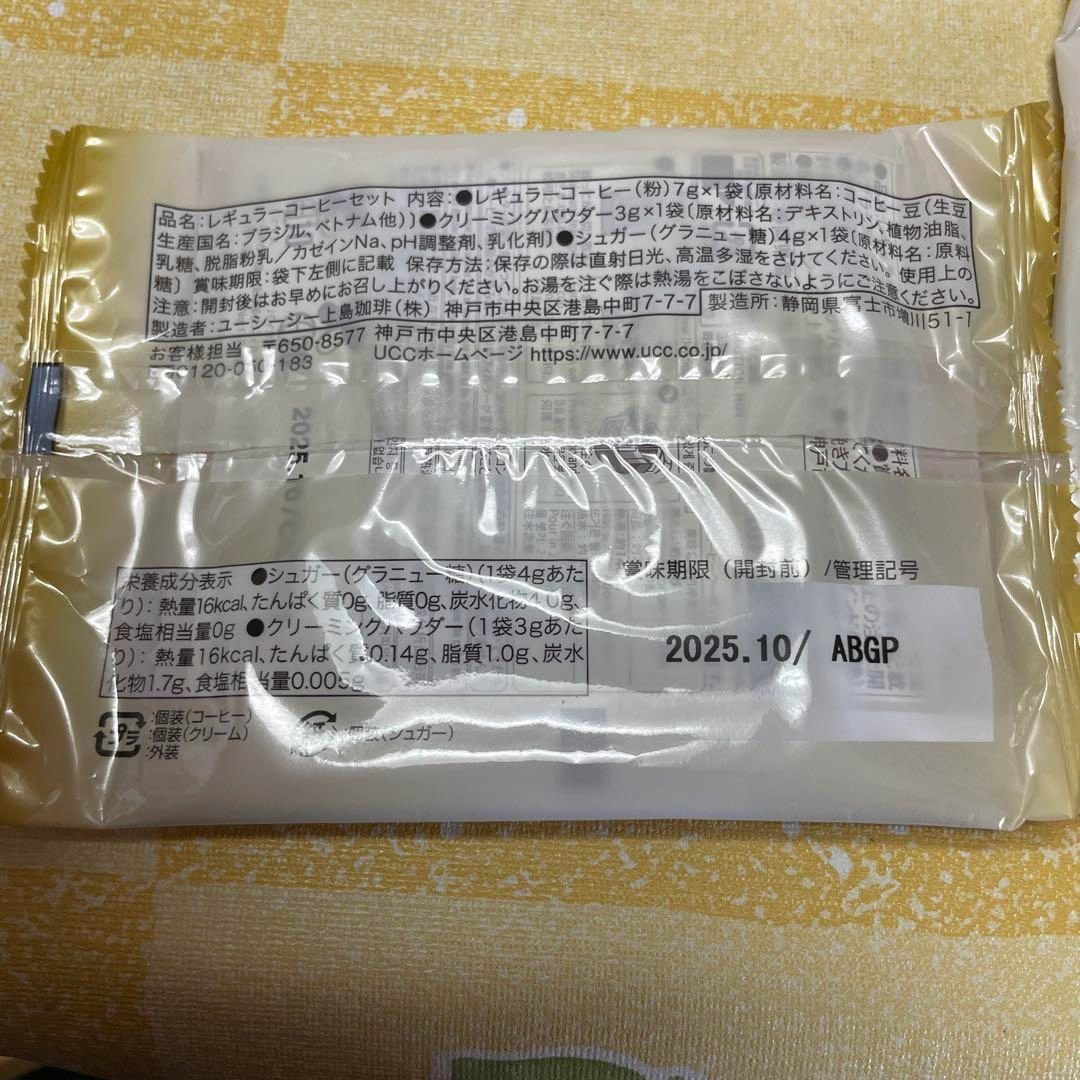 品名：レギュラーコーヒーセット 内容：●レギュラーコーヒー（粉）7g×1袋〔原材料名：コーヒー豆（生豆
生産国名：ブラジル、ベトナム他）〕●クリーミングパウダー3g×1袋〔原材料名：デキストリン、植物油脂、
乳糖、脱脂粉乳／カゼインNa、pH調整剤、乳化剤〕●シュガー（グラニュー糖）4g×1袋〔原材料名：原料
糖〕賞味期限：袋下左側に記載 保存方法：保存の際は直射日光、高温多湿をさけてください。使用上の
注意：開封後はお早めにお召し上がりください。お湯を注ぐ際は熱湯をこぼさないようにご注意ください。
製造者：ユーシーシー上島珈琲（株） 神戸市中央区港島中町7-7-7 製造所：静岡県富士市増川51-1
お客様担当 〒650-8577 神戸市中央区港島中町7-7-7
UCCホームページ https://www.ucc.co.jp/
2025.10/
栄養成分表示 ●シュガー（グラニュー糖）（1袋4gあた
り）：熱量16kcal、たんぱく質0g、脂質0g、炭水化物4.0g、
食塩相当量0g ●クリーミングパウダー（1袋3gあた
り）：熱量16kcal、たんぱく質0.14g、脂質1.0g、炭水
化物1.7g、食塩相当量0.005g
賞味期限（開封前）/管理記号
2025.10/ ABGP
プラ
：個装（コーヒー）
：個装（クリーム）
：外装
：個装（シュガー）